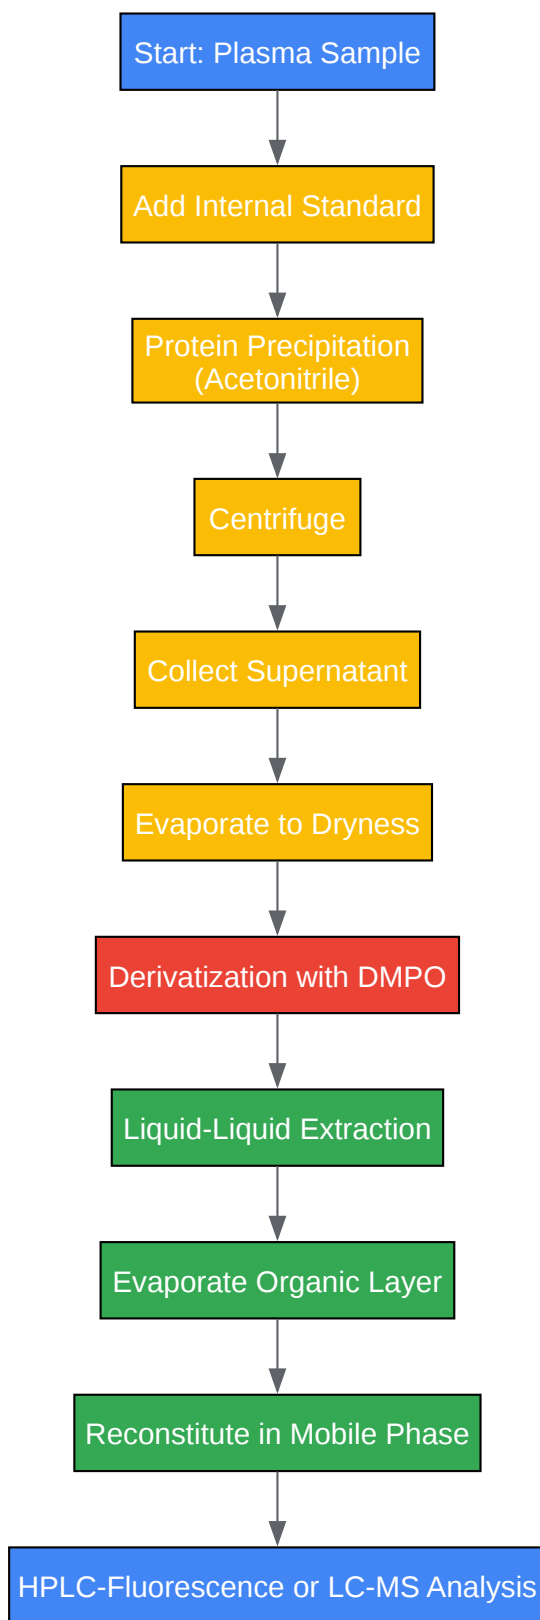 Start: Plasma Sample
Add Internal Standard
Protein Precipitation
(Acetonitrile)
Centrifuge
Collect Supernatant
Evaporate to Dryness
Derivatization with DMPO
Liquid-Liquid Extraction
Evaporate Organic Layer
Reconstitute in Mobile Phase
HPLC-Fluorescence or LC-MS Analysis